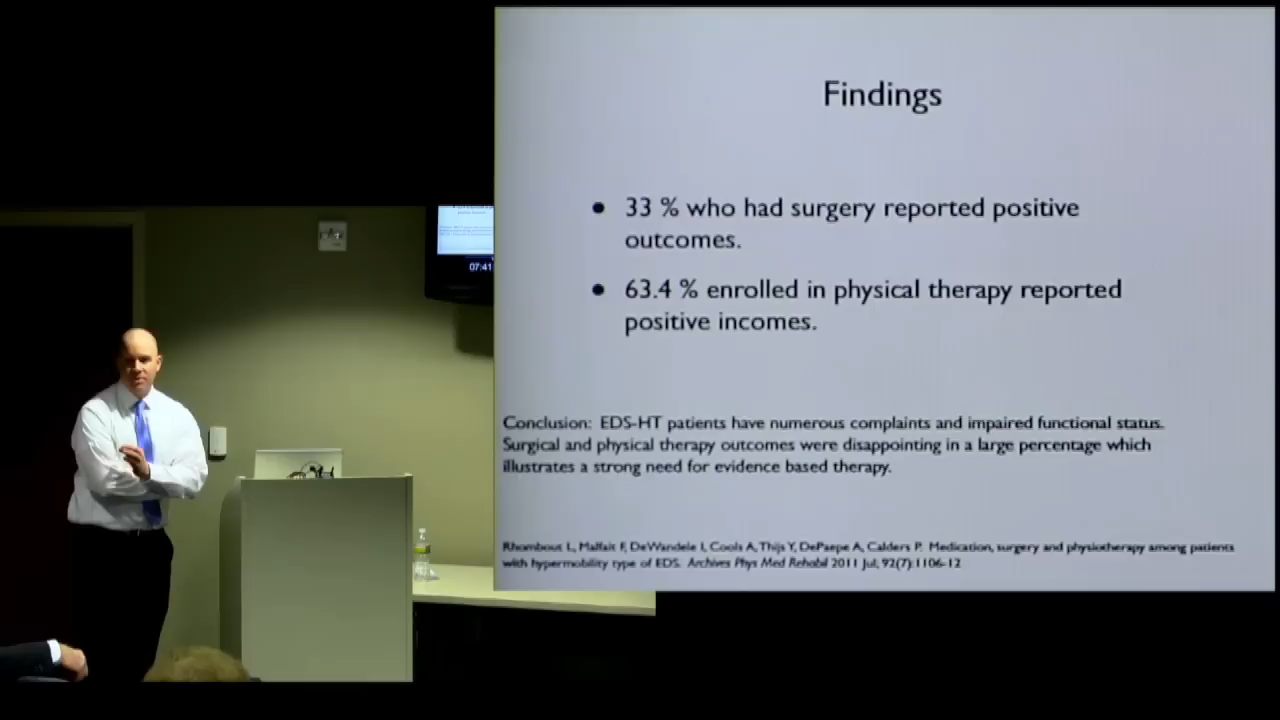 Findings
● 33 % who had surgery reported positive
outcomes.
● 63.4 % enrolled in physical therapy reported
positive incomes.
Conclusion: EDS-HT patients have numerous complaints and impaired functional status.
Surgical and physical therapy outcomes were disappointing in a large percentage which
illustrates a strong need for evidence based therapy.
Rhombout L, Malfait F, DeWandele I, Cools A, Thijs Y, DePaepe A, Calders P. Medication, surgery and physiotherapy among patients
with hypermobility type of EDS. Archives Phys Med Rehabil 2011 Jul; 92(7):1106-12
07:41